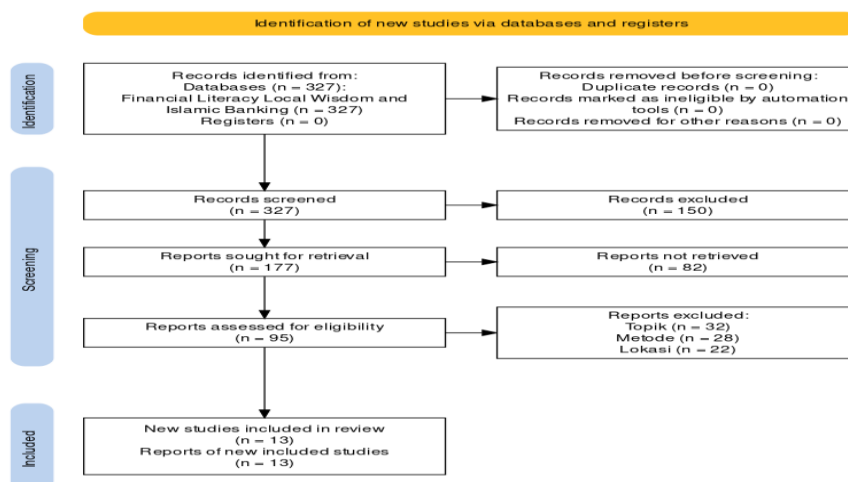 Identification of new studies via databases and registers
Identification
Records identified from:
Databases (n = 327):
Financial Literacy Local Wisdom and
Islamic Banking (n = 327)
Registers (n = 0)
Records removed before screening:
Duplicate records (n = 0)
Records marked as ineligible by automation
tools (n = 0)
Records removed for other reasons (n = 0)
Screening
Records screened
(n = 327)
Records excluded
(n = 150)
Reports sought for retrieval
(n = 177)
Reports not retrieved
(n = 82)
Reports assessed for eligibility
(n = 95)
Reports excluded:
Topik (n = 32)
Metode (n = 28)
Lokasi (n = 22)
Included
New studies included in review
(n = 13)
Reports of new included studies
(n = 13)